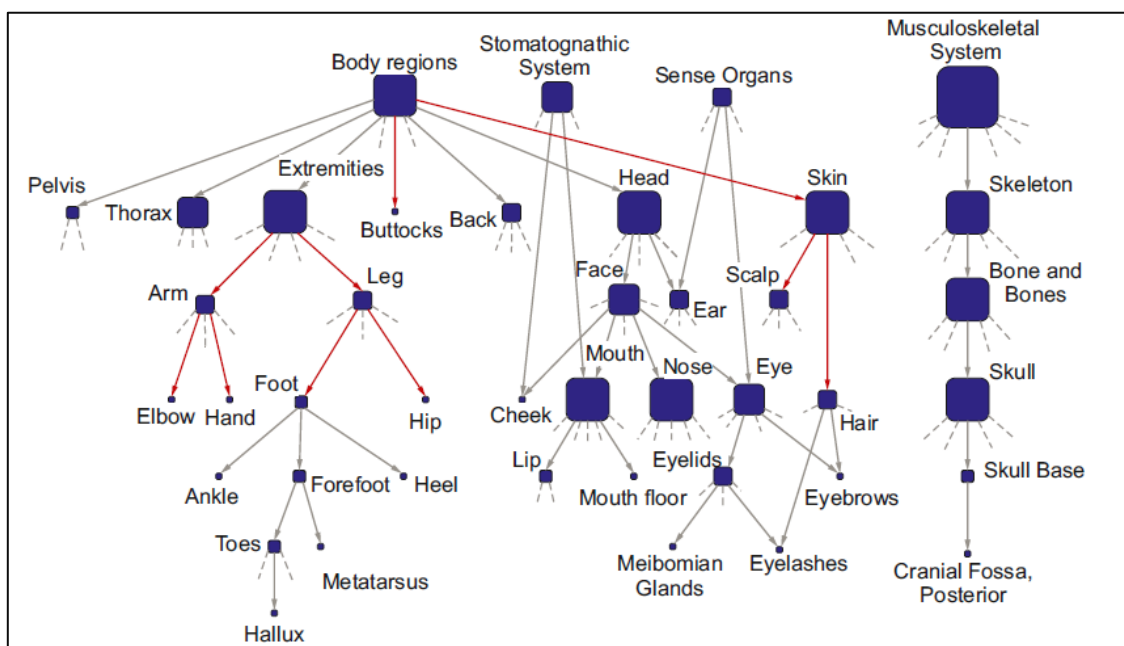 Musculoskeletal
System
Stomatognathic
System
Body regions
Sense Organs
Extremities
Head
Skin
Pelvis
Thorax
Buttocks
Back
Skeleton
Face
Scalp
Bone and
Bones
Arm
Leg
Ear
Mouth
Nose
Eye
Foot
Skull
Elbow
Hand
Hip
Cheek
Hair
Lip
Eyelids
Skull Base
Ankle
Forefoot
Heel
Mouth floor
Eyebrows
Toes
Metatarsus
Meibomian
Glands
Eyelashes
Cranial Fossa,
Posterior
Hallux